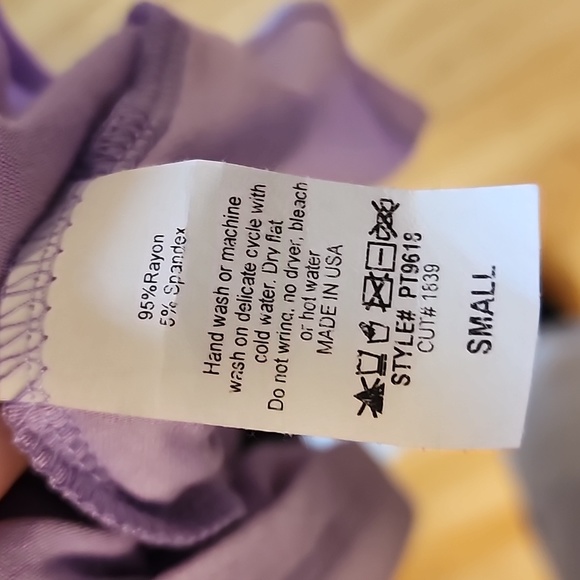 95%Rayon
5% Spandex
Hand wash or machine
wash on delicate cycle with
cold water. Dry flat
Do not wring, no dryer, bleach
or hot water
MADE IN USA
STYLE# PT9618
CUT# 1839
SMALL